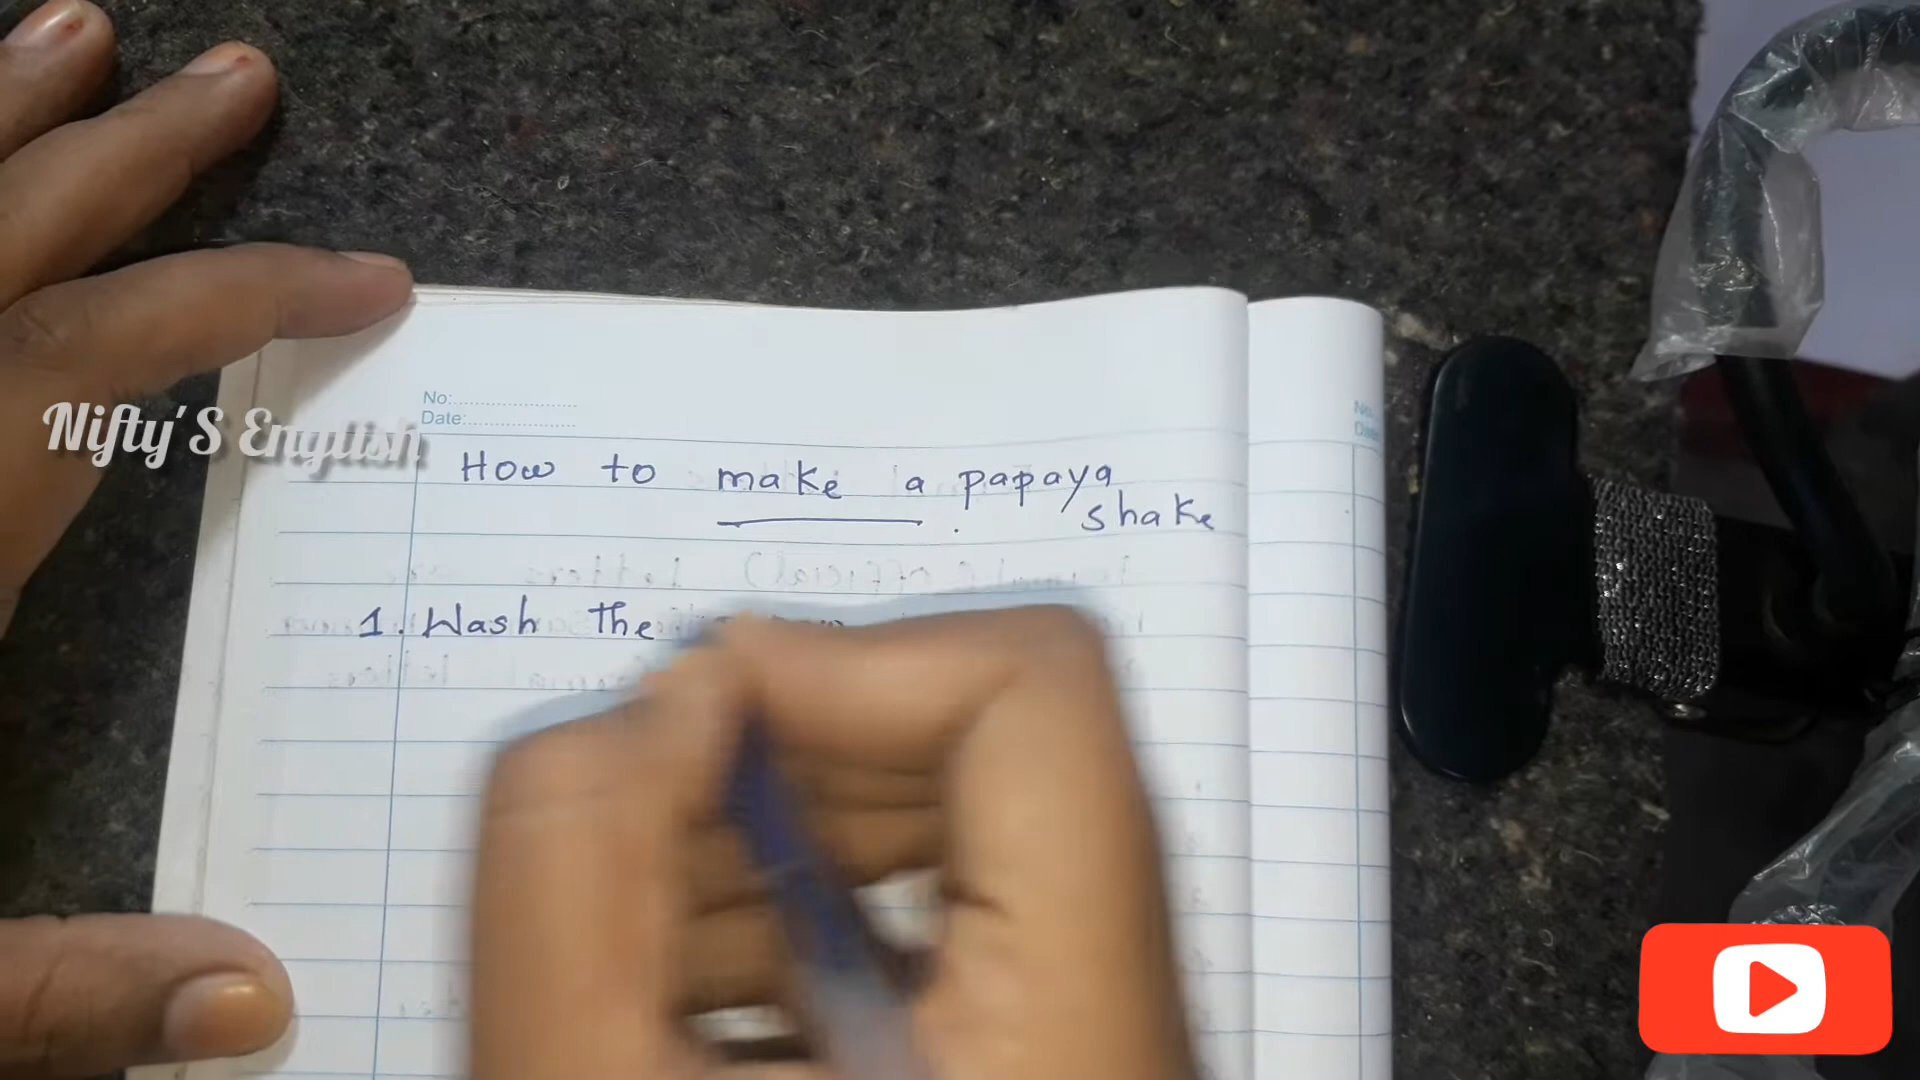 Nifty'S English
No:
Date:
How to make a papaya
shake
1. Wash the